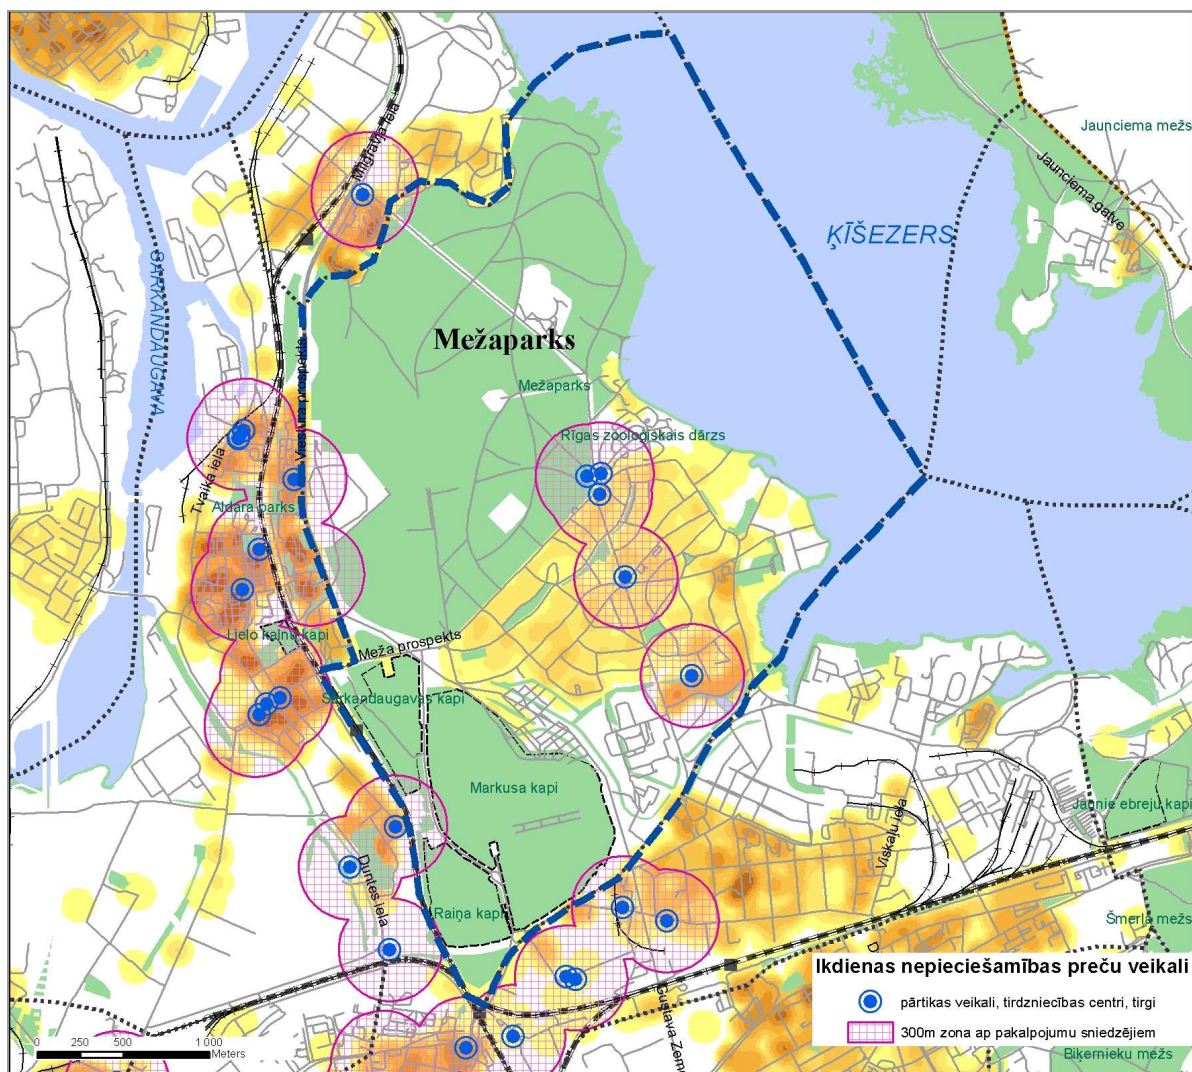 Jaunciema mežs
Milgrāvja iela
Jaunciema gatve
ĶĪŠEZERS
SARKANDAUGAVA
Viestura prospekts
Mežaparks
Mežaparks
Rīgas zooloģiskais dārzs
Tvaika iela
Aldara parks
Lielo kalnu kapi
Meža prospekts
Sarkandaugavas kapi
Markusa kapi
Jaunie ebreju kapi
Viskaļu iela
Duntes iela
Raiņa kapi
Šmerļa mežs
Ikdienas nepieciešamības preču veikali
pārtikas veikali, tirdzniecības centri, tirgi
300m zona ap pakalpojumu sniedzējiem
Gustava Zem
Biķernieku mežs
0 250 500 1 000
Meters